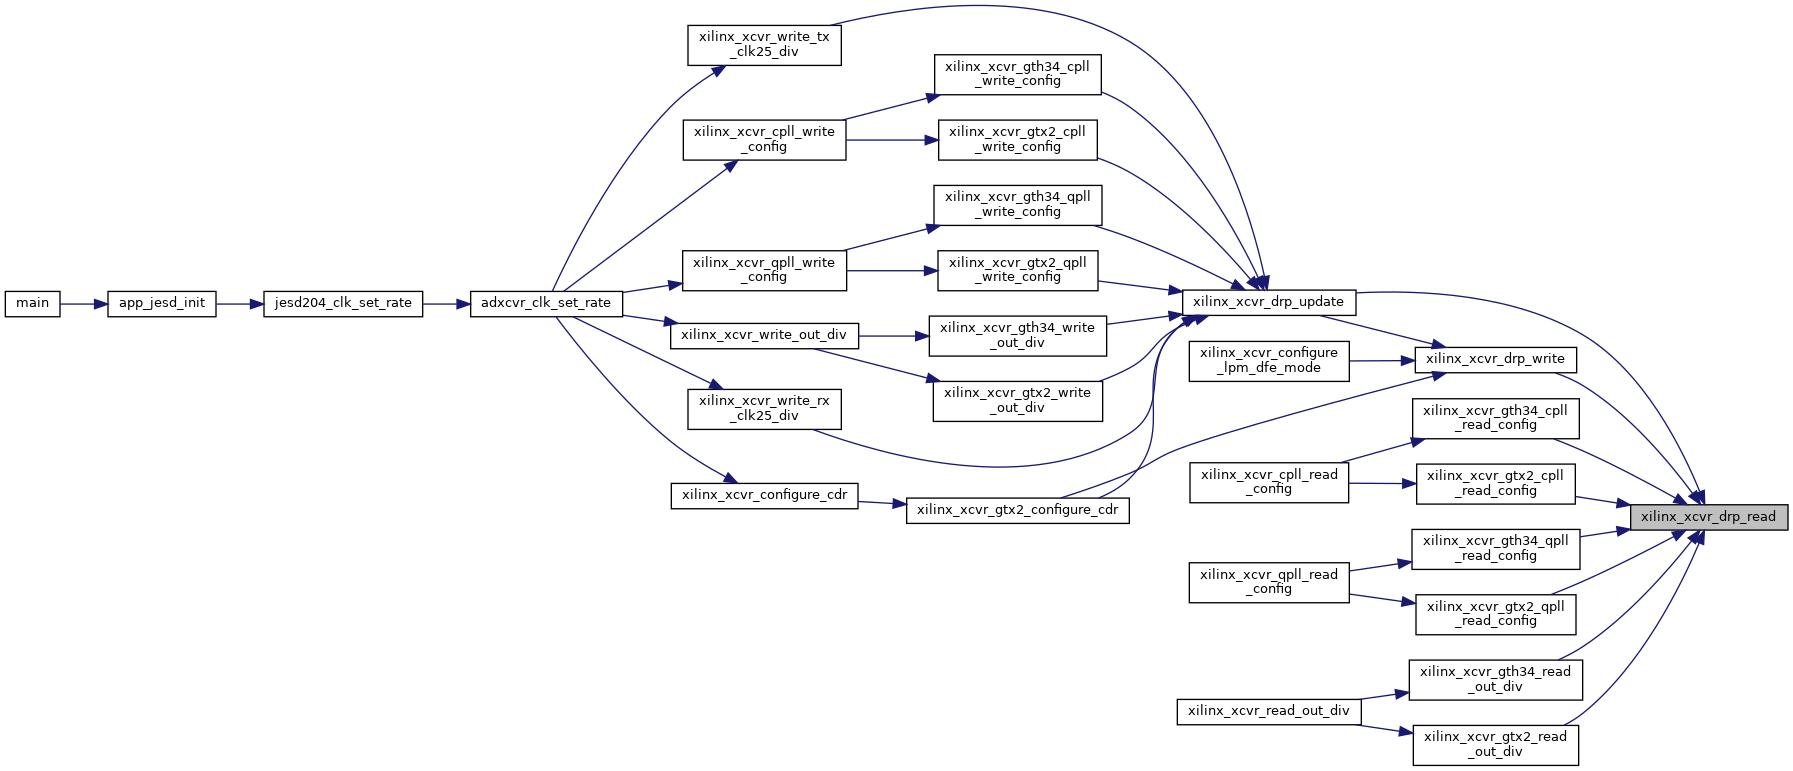 main
app_jesd_init
jesd204_clk_set_rate
adxcvr_clk_set_rate
xilinx_xcvr_write_tx
_clk25_div
xilinx_xcvr_cpll_write
_config
xilinx_xcvr_qpll_write
_config
xilinx_xcvr_write_out_div
xilinx_xcvr_write_rx
_clk25_div
xilinx_xcvr_configure_cdr
xilinx_xcvr_gth34_cpll
_write_config
xilinx_xcvr_gtx2_cpll
_write_config
xilinx_xcvr_gth34_qpll
_write_config
xilinx_xcvr_gtx2_qpll
_write_config
xilinx_xcvr_gth34_write
_out_div
xilinx_xcvr_gtx2_write
_out_div
xilinx_xcvr_gtx2_configure_cdr
xilinx_xcvr_drp_update
xilinx_xcvr_configure
_lpm_dfe_mode
xilinx_xcvr_cpll_read
_config
xilinx_xcvr_qpll_read
_config
xilinx_xcvr_read_out_div
xilinx_xcvr_drp_write
xilinx_xcvr_gth34_cpll
_read_config
xilinx_xcvr_gtx2_cpll
_read_config
xilinx_xcvr_gth34_qpll
_read_config
xilinx_xcvr_gtx2_qpll
_read_config
xilinx_xcvr_gth34_read
_out_div
xilinx_xcvr_gtx2_read
_out_div
xilinx_xcvr_drp_read